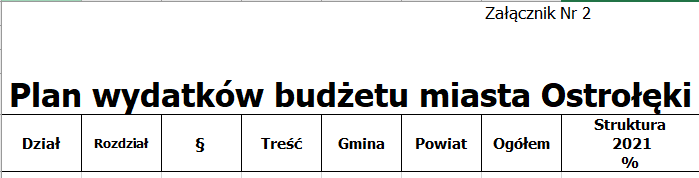 Załącznik Nr 2
Plan wydatków budżetu miasta Ostrołęki
Dział Rozdział § Treść Gmina Powiat Ogółem Struktura
2021
%